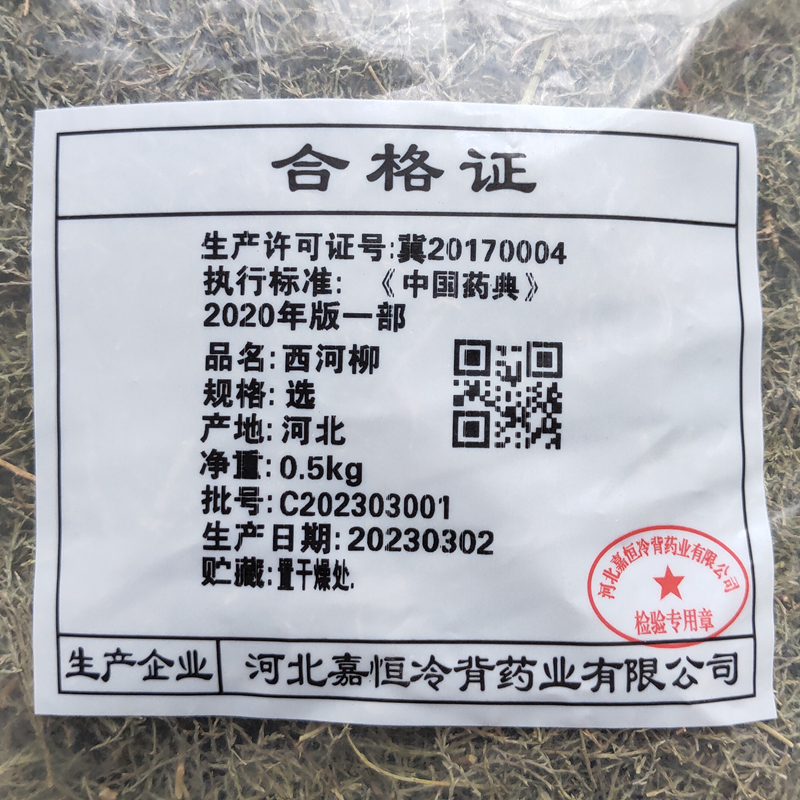 合格证
生产许可证号:冀20170004
执行标准: 《中国药典》
2020年版一部
品名:西河柳
规格:选
产地:河北
净重:0.5kg
批号:C202303001
生产日期:20230302
贮藏:置干燥处.
河北嘉恒冷背药业有限公司
检验专用章
生产企业 河北嘉恒冷背药业有限公司